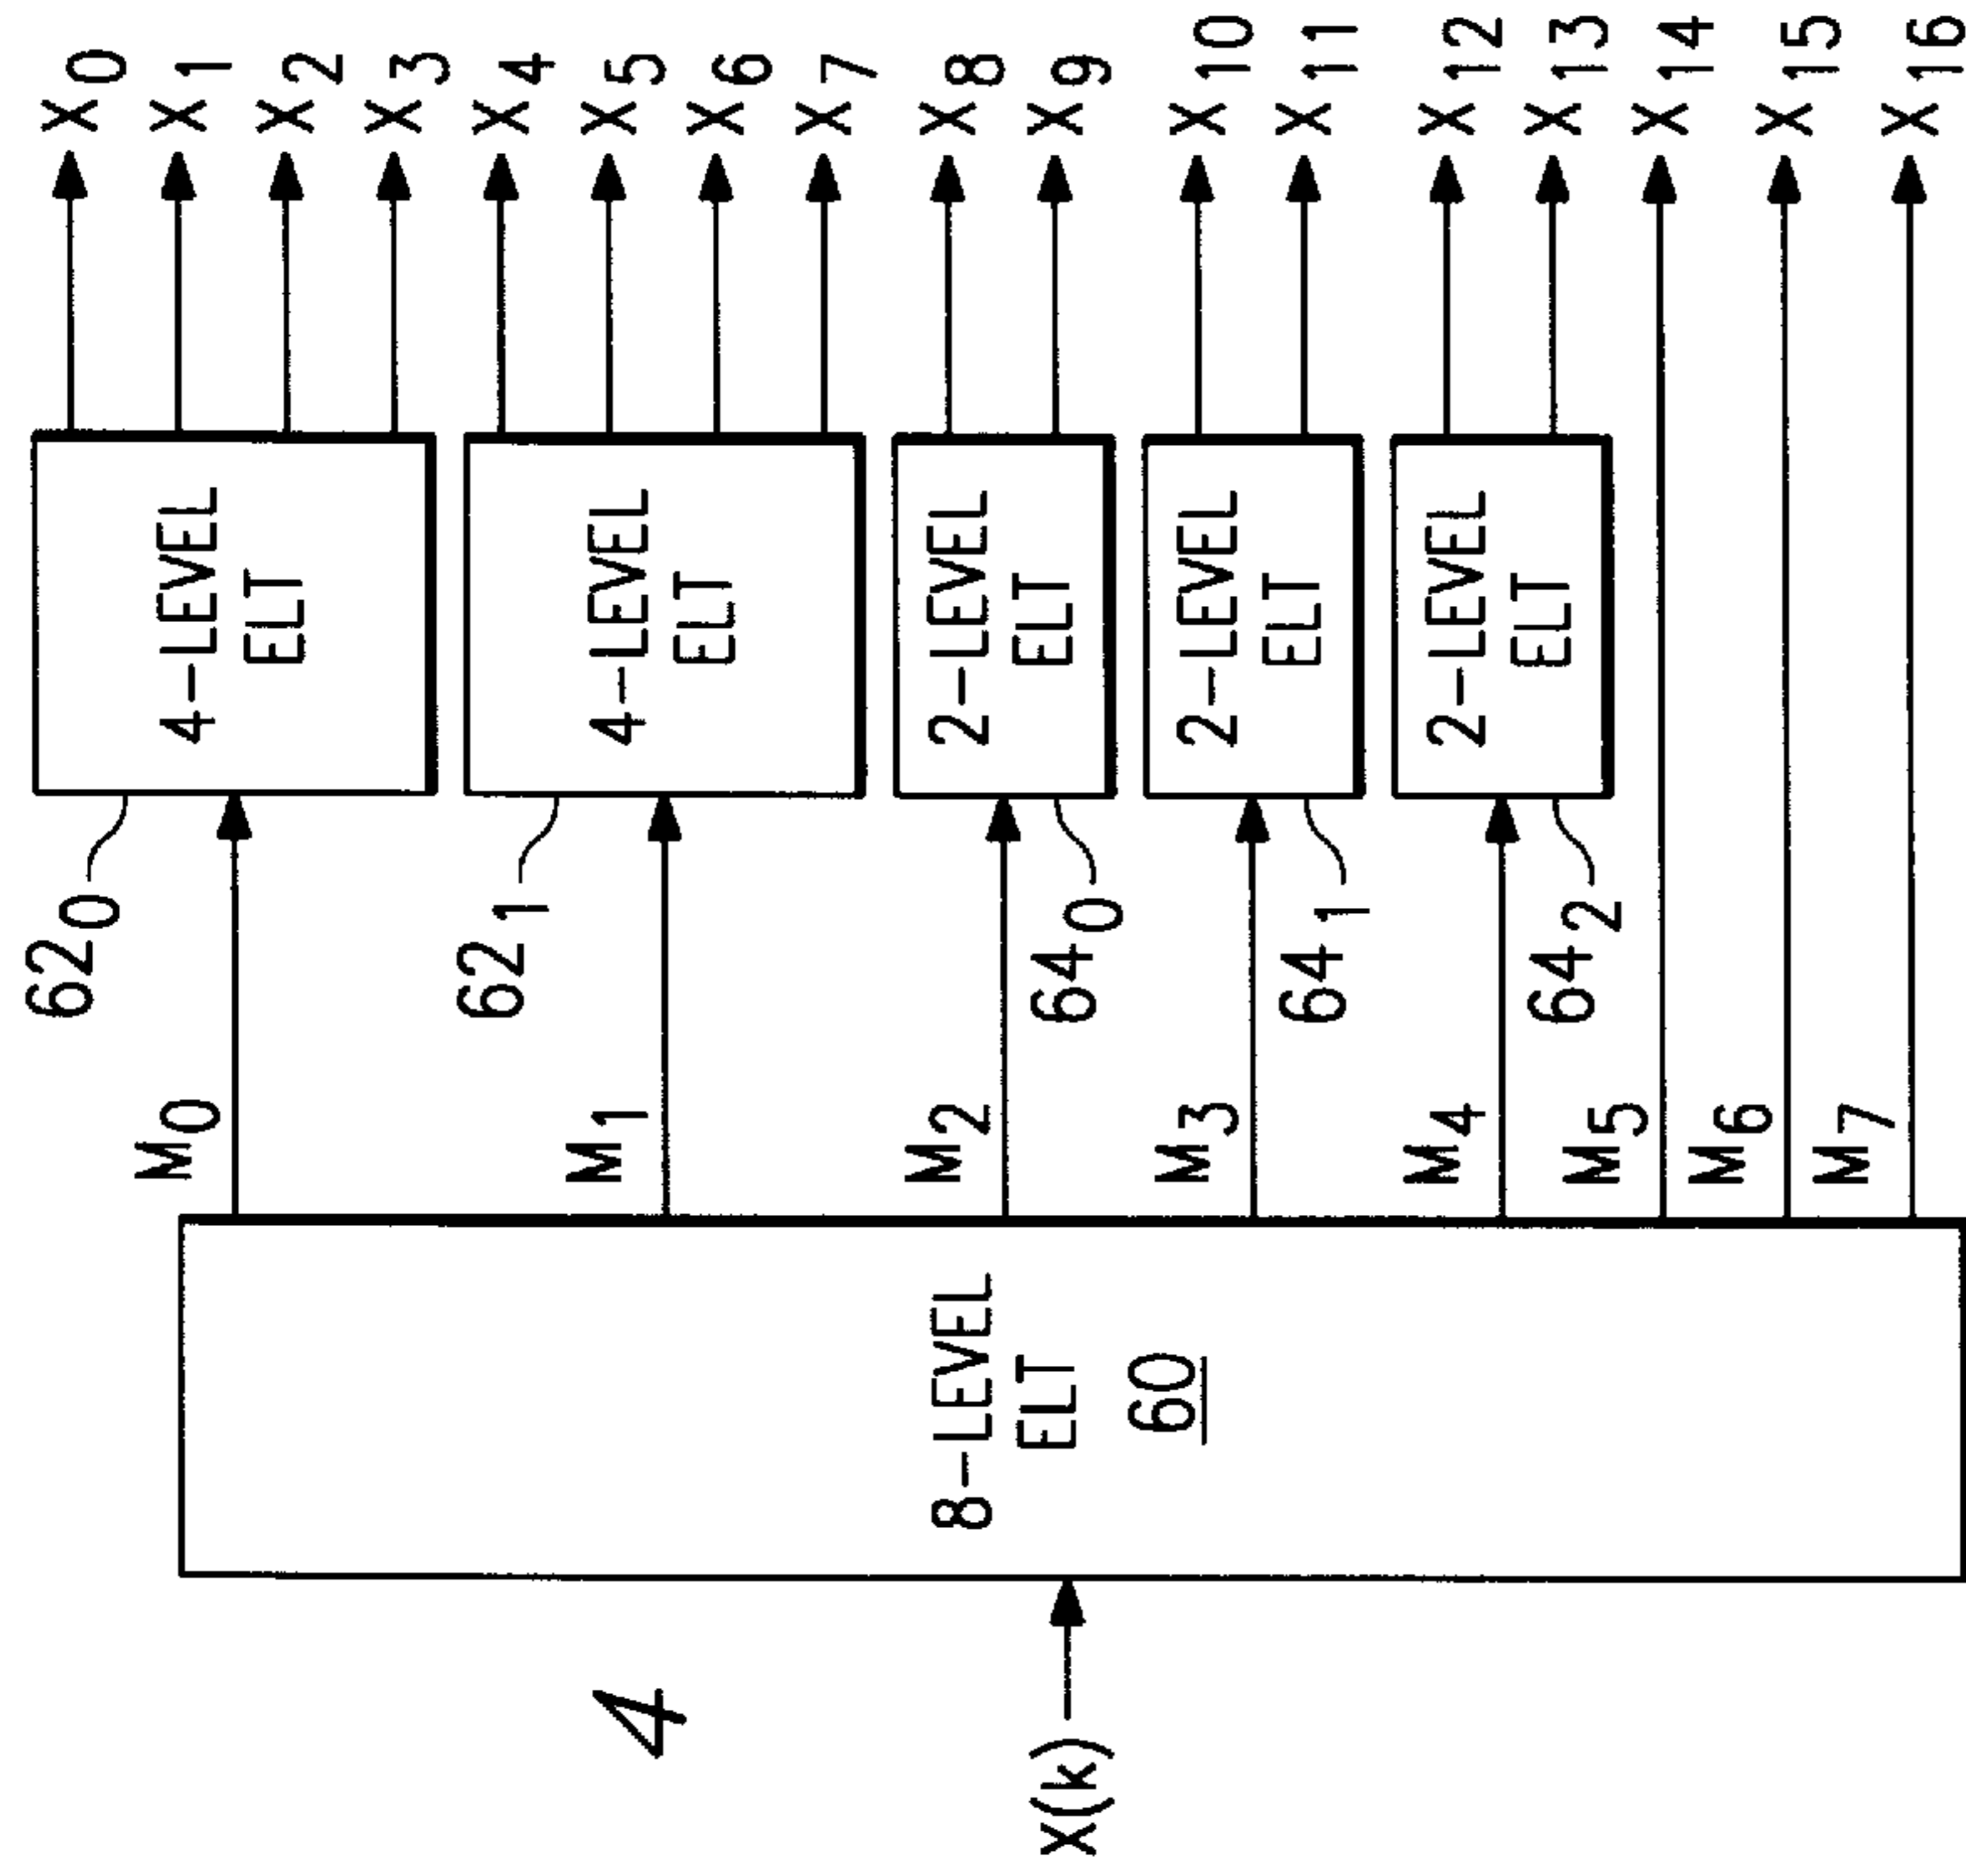 4
X(k)
8-LEVEL
ELT
60
M0
M1
M2
M3
M4
M5
M6
M7
620
621
640
641
642
4-LEVEL
ELT
4-LEVEL
ELT
2-LEVEL
ELT
2-LEVEL
ELT
2-LEVEL
ELT
X0
X1
X2
X3
X4
X5
X6
X7
X8
X9
X10
X11
X12
X13
X14
X15
X16